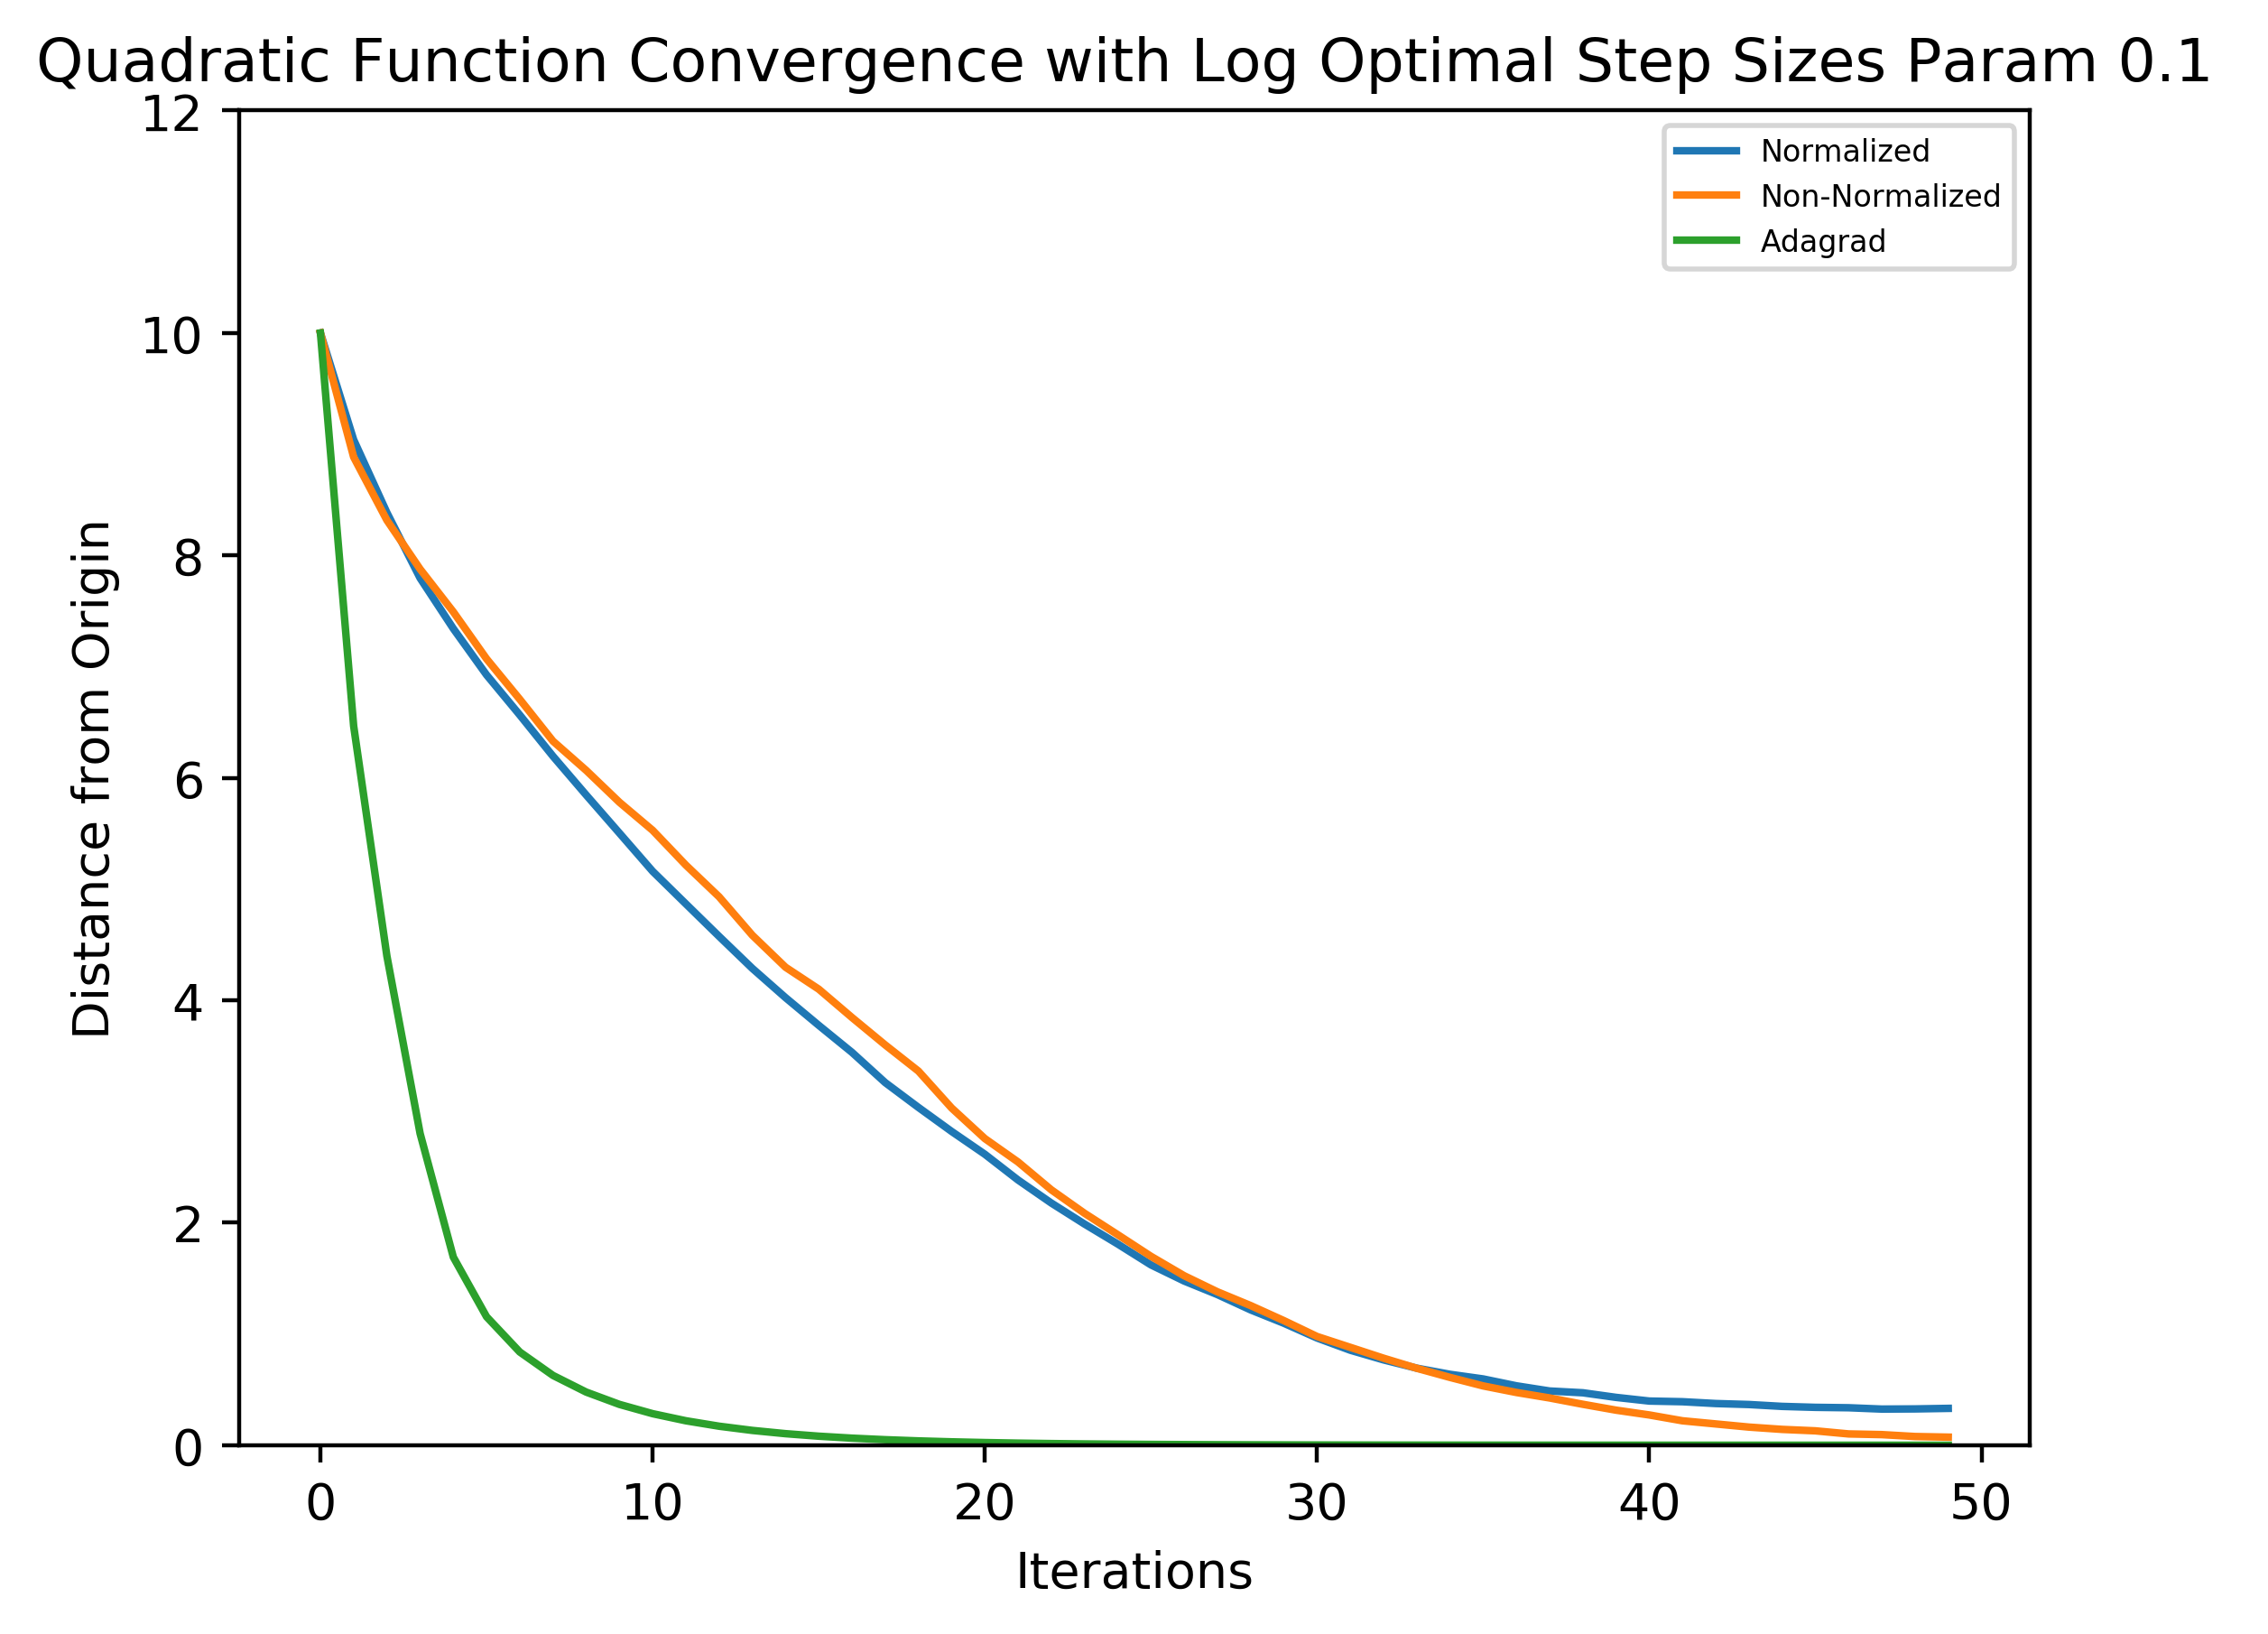 Quadratic Function Convergence with Log Optimal Step Sizes Param 0.1
12
10
8
6
4
2
0
Distance from Origin
Normalized
Non-Normalized
Adagrad
0 10 20 30 40 50
Iterations